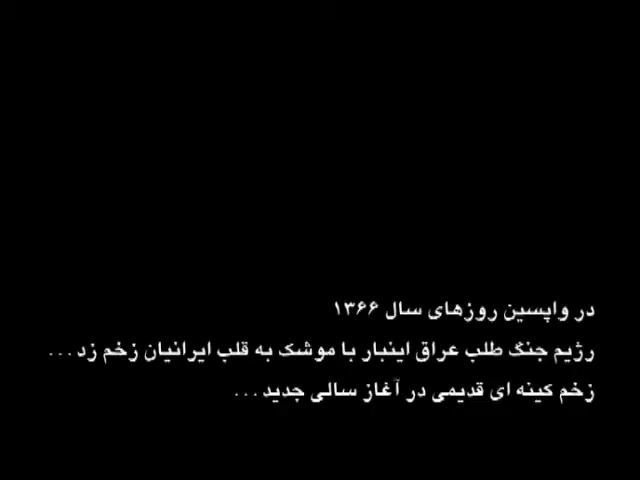 در واپسین روزهای سال ۱۳۶۶
رژیم جنگ طلب عراق اینبار با موشک به قلب ایرانیان زخم زد...
زخم کینه ای قدیمی در آغاز سالی جدید...